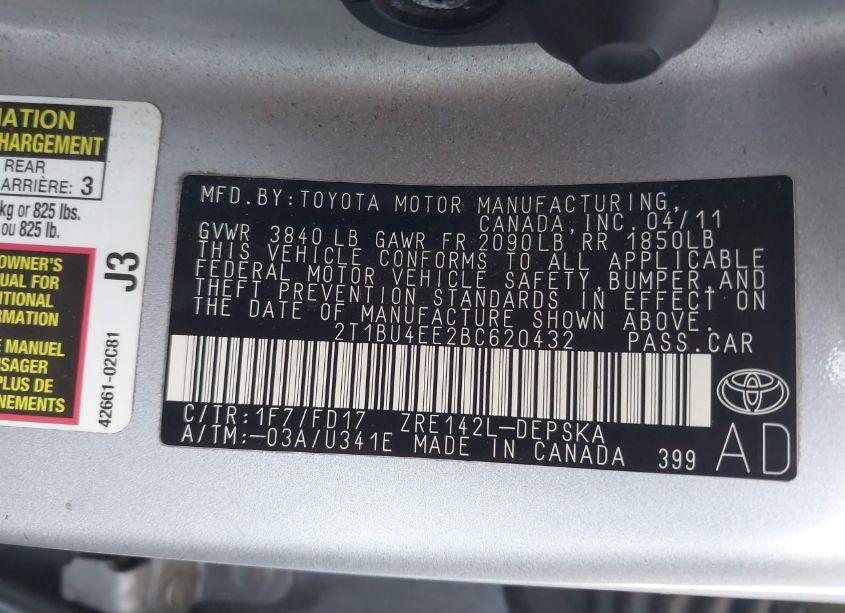 MATION
HARGEMENT
REAR
ARRIÈRE: 3
kg or 825 lbs.
ou 825 lb.
OWNER'S
UAL FOR
ITIONAL
RMATION
E MANUEL
SAGER
PLUS DE
NEMENTS
J3
42661-02C81
MFD. BY: TOYOTA MOTOR MANUFACTURING,
CANADA, INC. 04/11
GVWR 3840 LB GAWR FR 2090LB RR 1850LB
THIS VEHICLE CONFORMS TO ALL APPLICABLE
FEDERAL MOTOR VEHICLE SAFETY, BUMPER, AND
THEFT PREVENTION STANDARDS IN EFFECT ON
THE DATE OF MANUFACTURE SHOWN ABOVE.
2T1BU4EE2BC620432 PASS.CAR
C/TR:1F7/FD17 ZRE142L-DEPSKA
A/TM:-03A/U341E MADE IN CANADA 399
AD